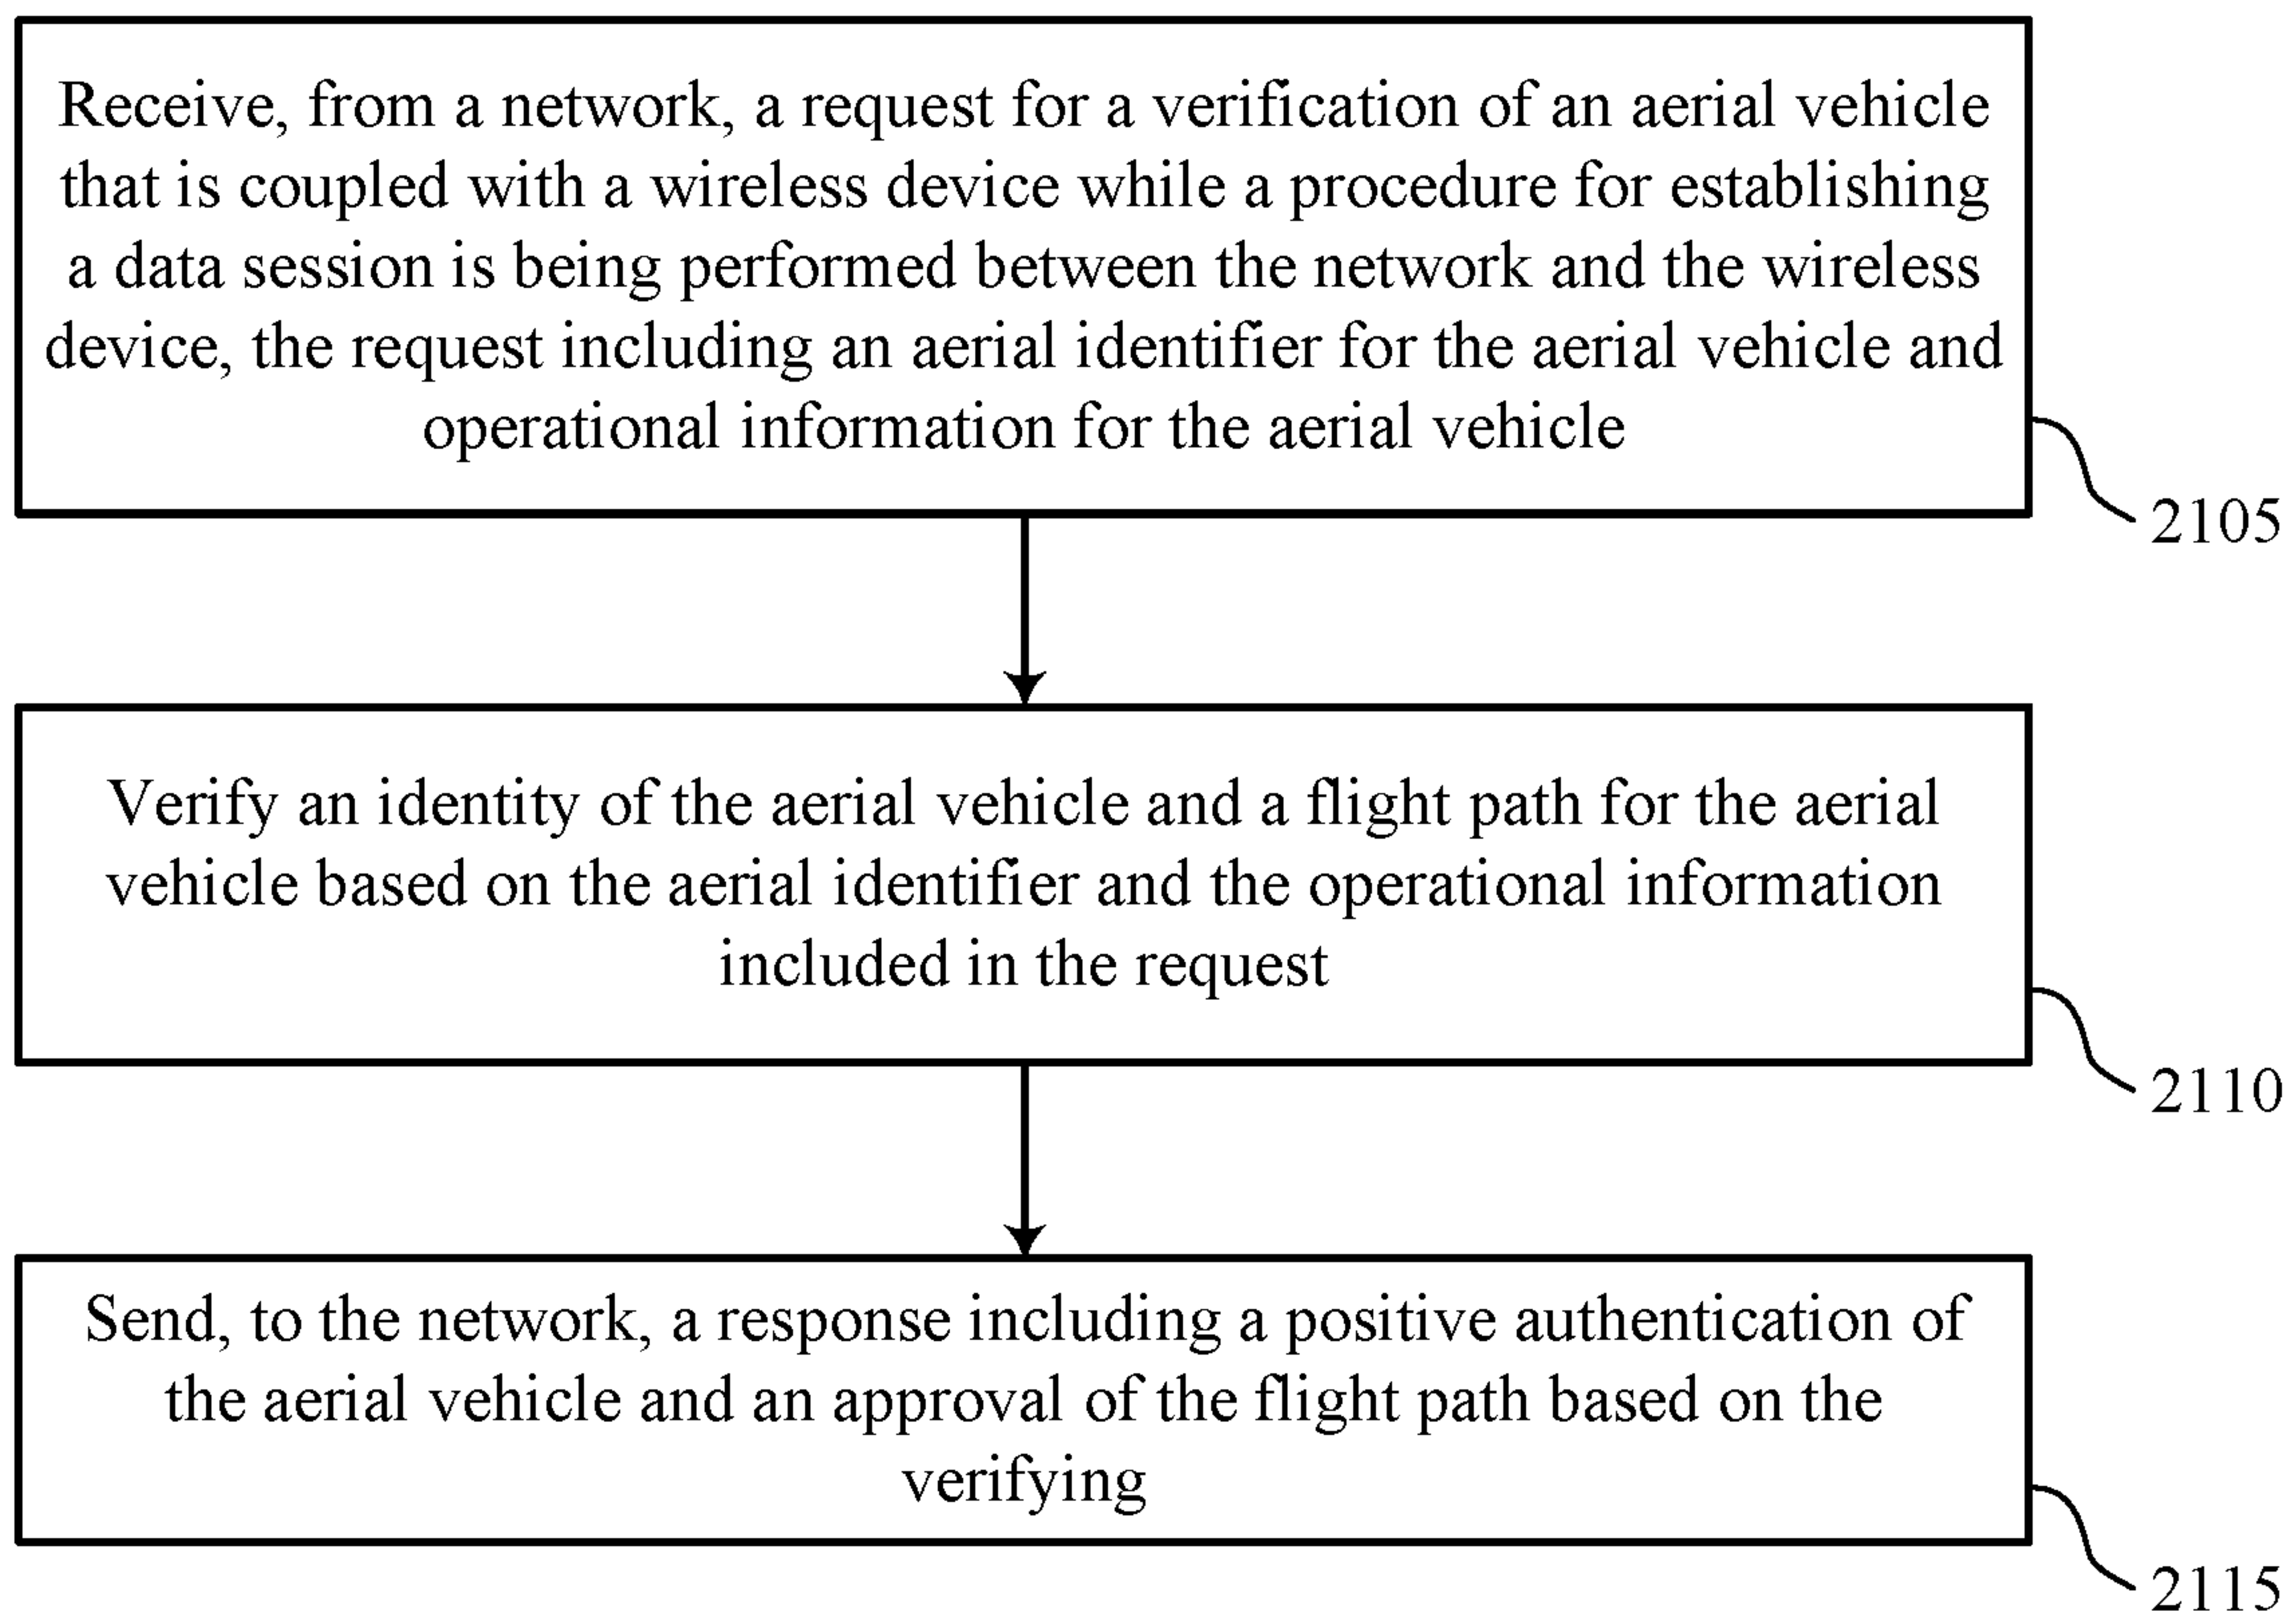 Receive, from a network, a request for a verification of an aerial vehicle
that is coupled with a wireless device while a procedure for establishing
a data session is being performed between the network and the wireless
device, the request including an aerial identifier for the aerial vehicle and
operational information for the aerial vehicle
2105
Verify an identity of the aerial vehicle and a flight path for the aerial
vehicle based on the aerial identifier and the operational information
included in the request
2110
Send, to the network, a response including a positive authentication of
the aerial vehicle and an approval of the flight path based on the
verifying
2115